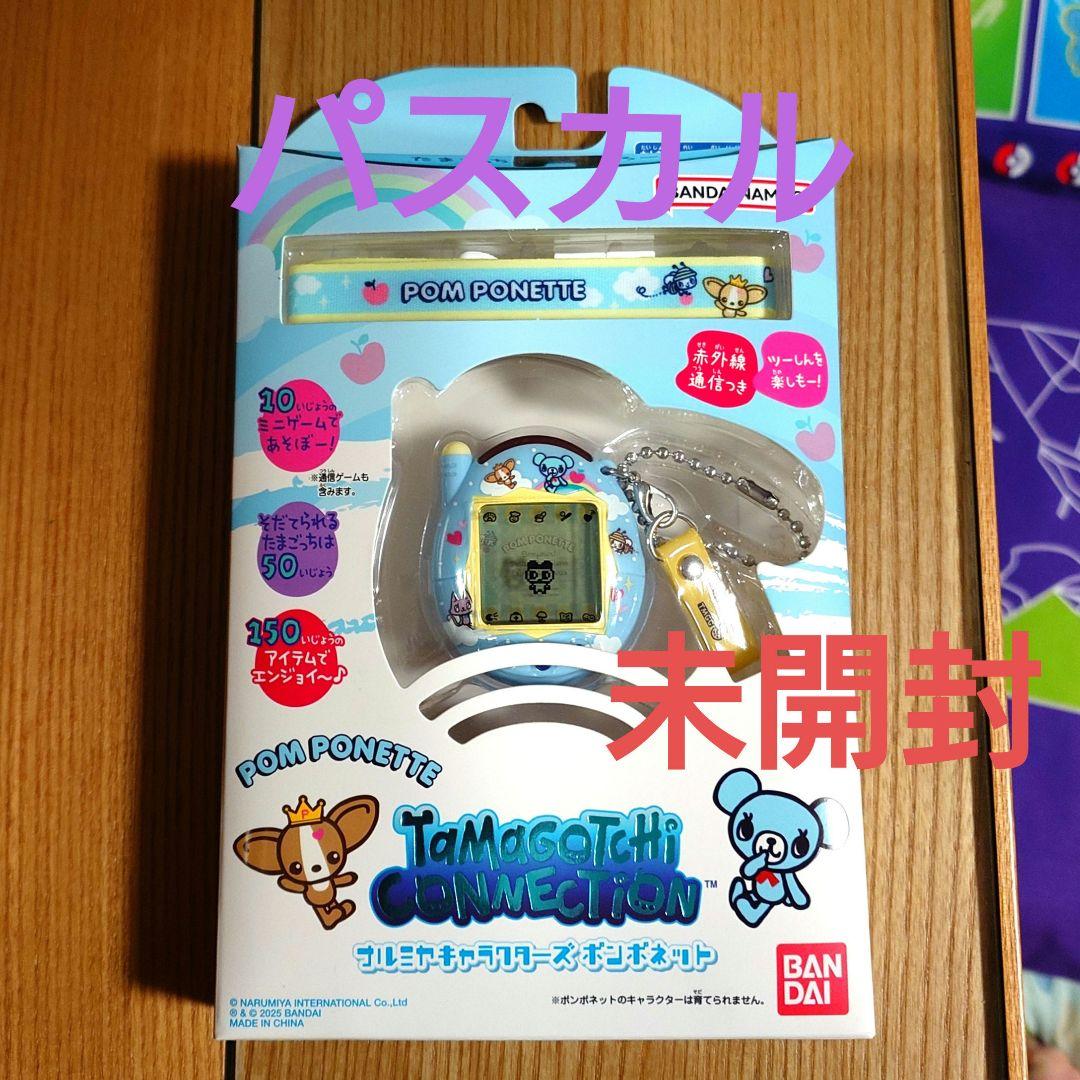 パスカル
BANDAI NAMCO
POM PONETTE
赤外線
通信つき
ツーしんを
楽しもー!
10いじょうの
ミニゲームで
あそぼー!
※通信ゲームも
含みます。
そだてられる
たまごっちは
50いじょう
POM PONETTE
150いじょうの
アイテムで
エンジョイ〜♪
未開封
POM PONETTE
TAMAGOTCHI
CONNECTION™
ナルミヤキャラクターズ ポンポネット
BAN
DAI
※ポンポネットのキャラクターは育てられません。
© NARUMIYA INTERNATIONAL Co.,Ltd
® & © 2025 BANDAI
MADE IN CHINA